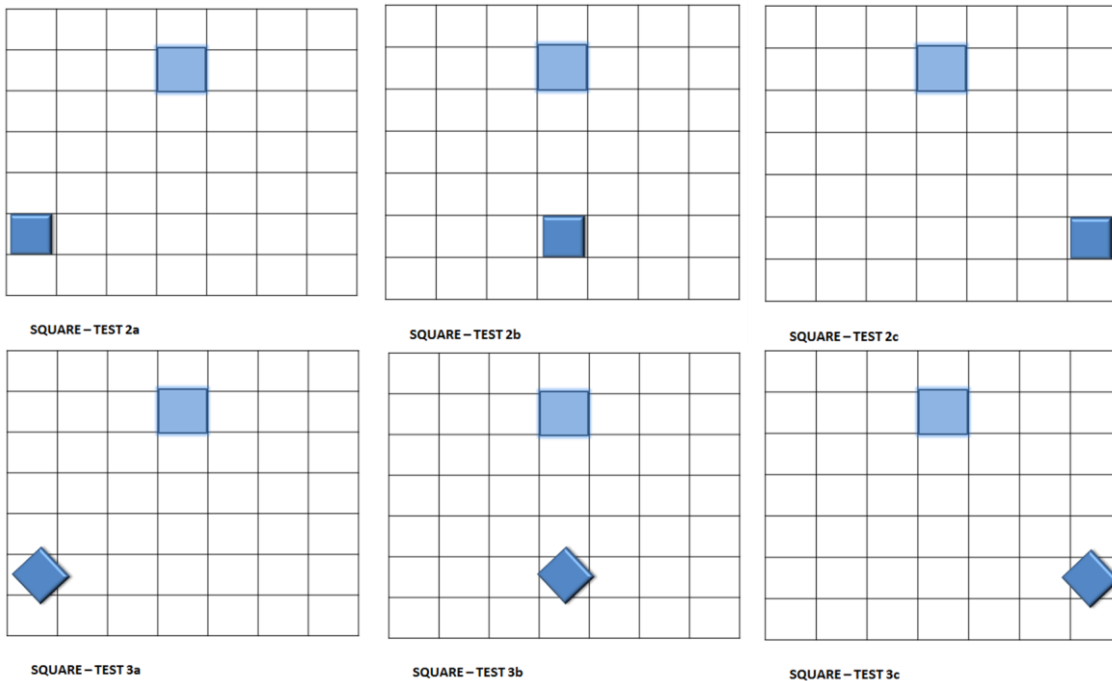 SQUARE – TEST 2a
SQUARE – TEST 2b
SQUARE – TEST 2c
SQUARE – TEST 3a
SQUARE – TEST 3b
SQUARE – TEST 3c